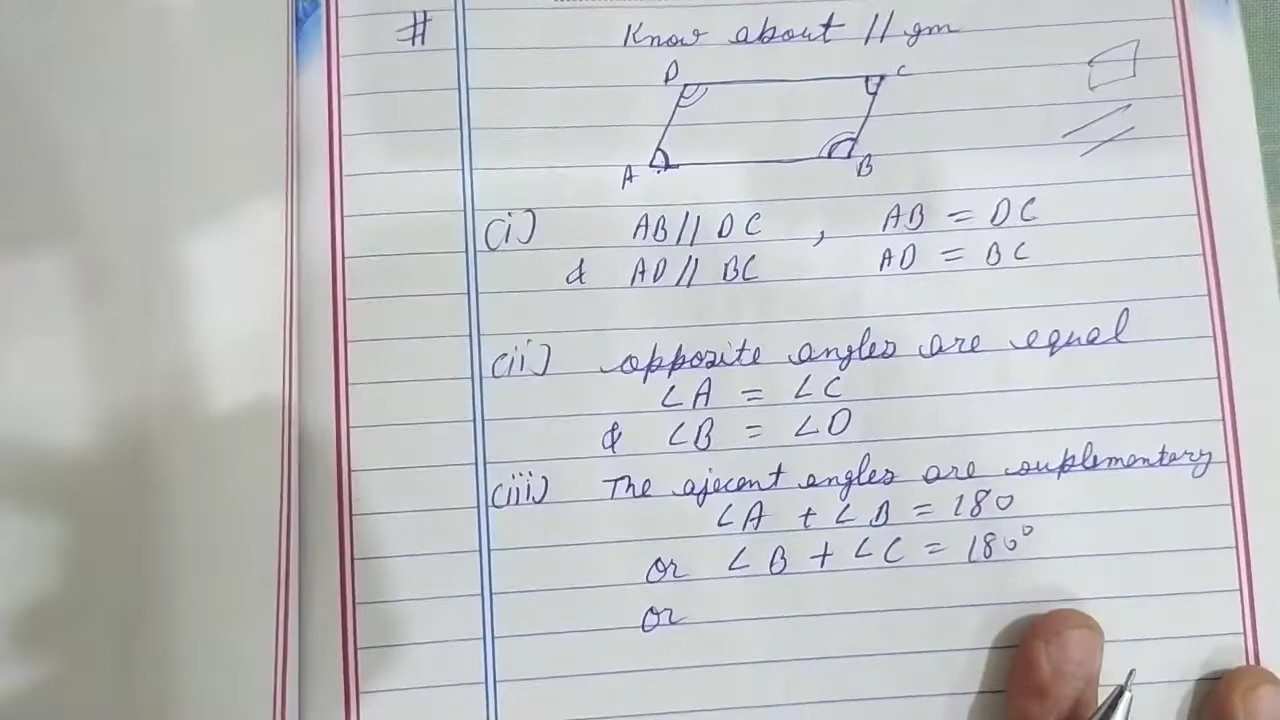 # Know about // gm
D C
A B
(i) AB // DC , AB = DC
& AD // BC AD = BC
(ii) opposite angles are equal
∠A = ∠C
& ∠B = ∠D
(iii) The ajecent angles are suplementary
∠A + ∠B = 180
or ∠B + ∠C = 180°
or